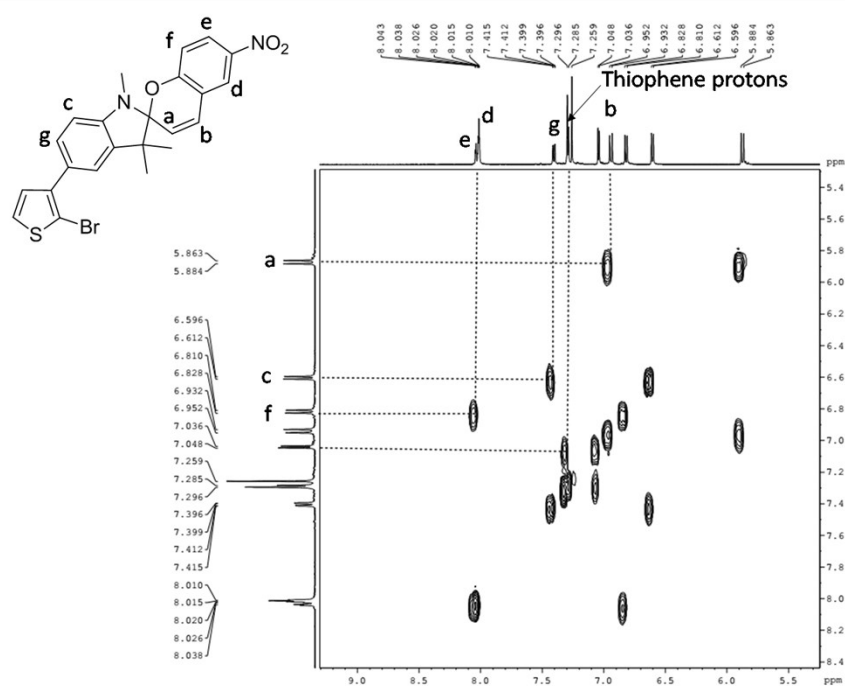 e
f
NO₂
O
d
N
a
b
c
g
S
Br
8.043
8.038
8.026
8.020
8.015
8.010
7.415
7.412
7.399
7.396
7.296
7.285
7.259
7.048
7.036
6.952
6.932
6.828
6.810
6.612
6.596
5.884
5.863
Thiophene protons
d
e
g
b
ppm
5.863
5.884
a
6.596
6.612
6.810
6.828
6.932
6.952
7.036
7.048
7.259
7.285
7.296
7.396
7.399
7.412
7.415
8.010
8.015
8.020
8.026
8.038
c
f
5.4
5.6
5.8
6.0
6.2
6.4
6.6
6.8
7.0
7.2
7.4
7.6
7.8
8.0
8.2
8.4
9.0 8.5 8.0 7.5 7.0 6.5 6.0 5.5 ppm